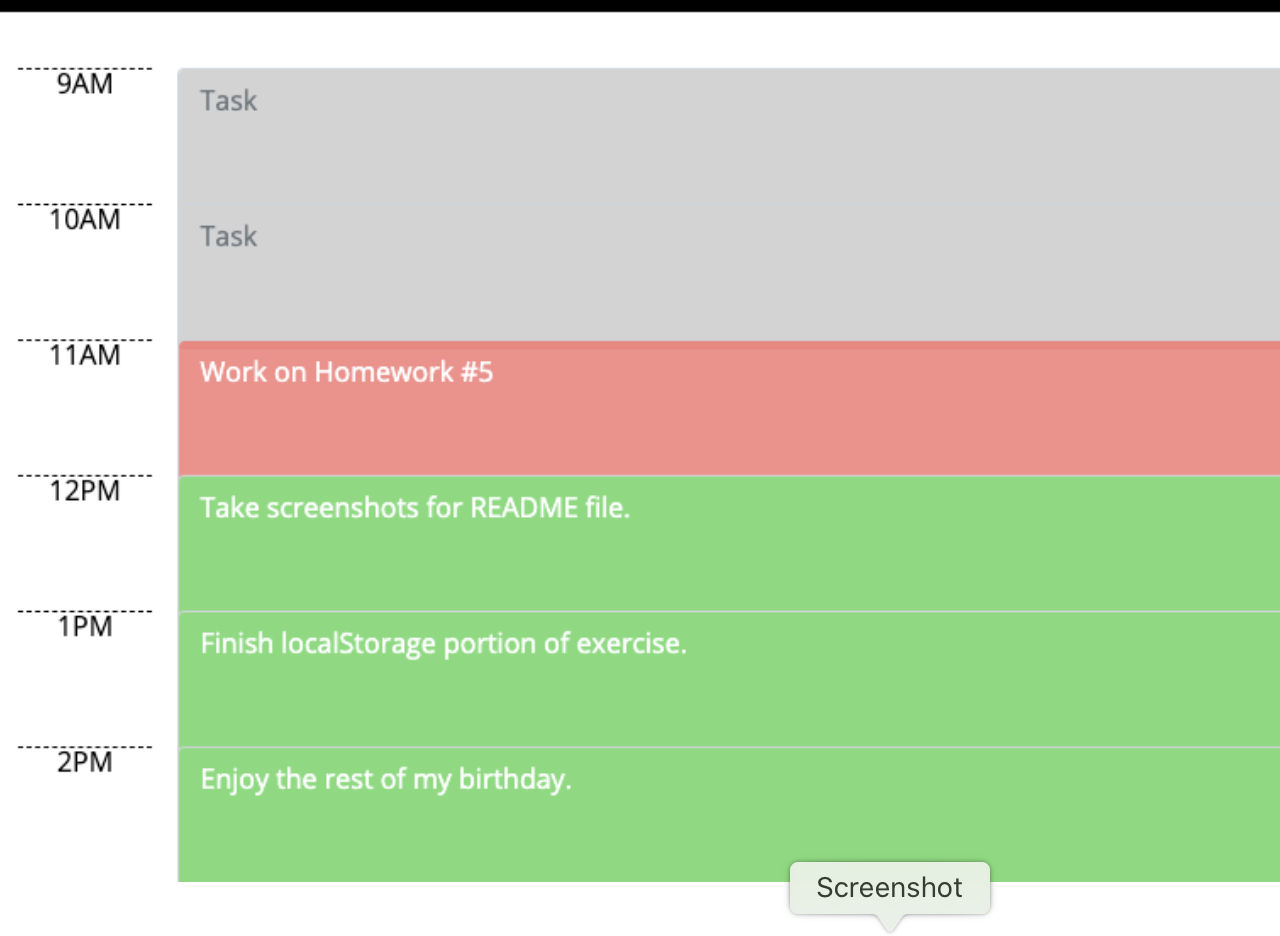 9AM
Task
10AM
Task
11AM
Work on Homework #5
12PM
Take screenshots for README file.
1PM
Finish localStorage portion of exercise.
2PM
Enjoy the rest of my birthday.
Screenshot